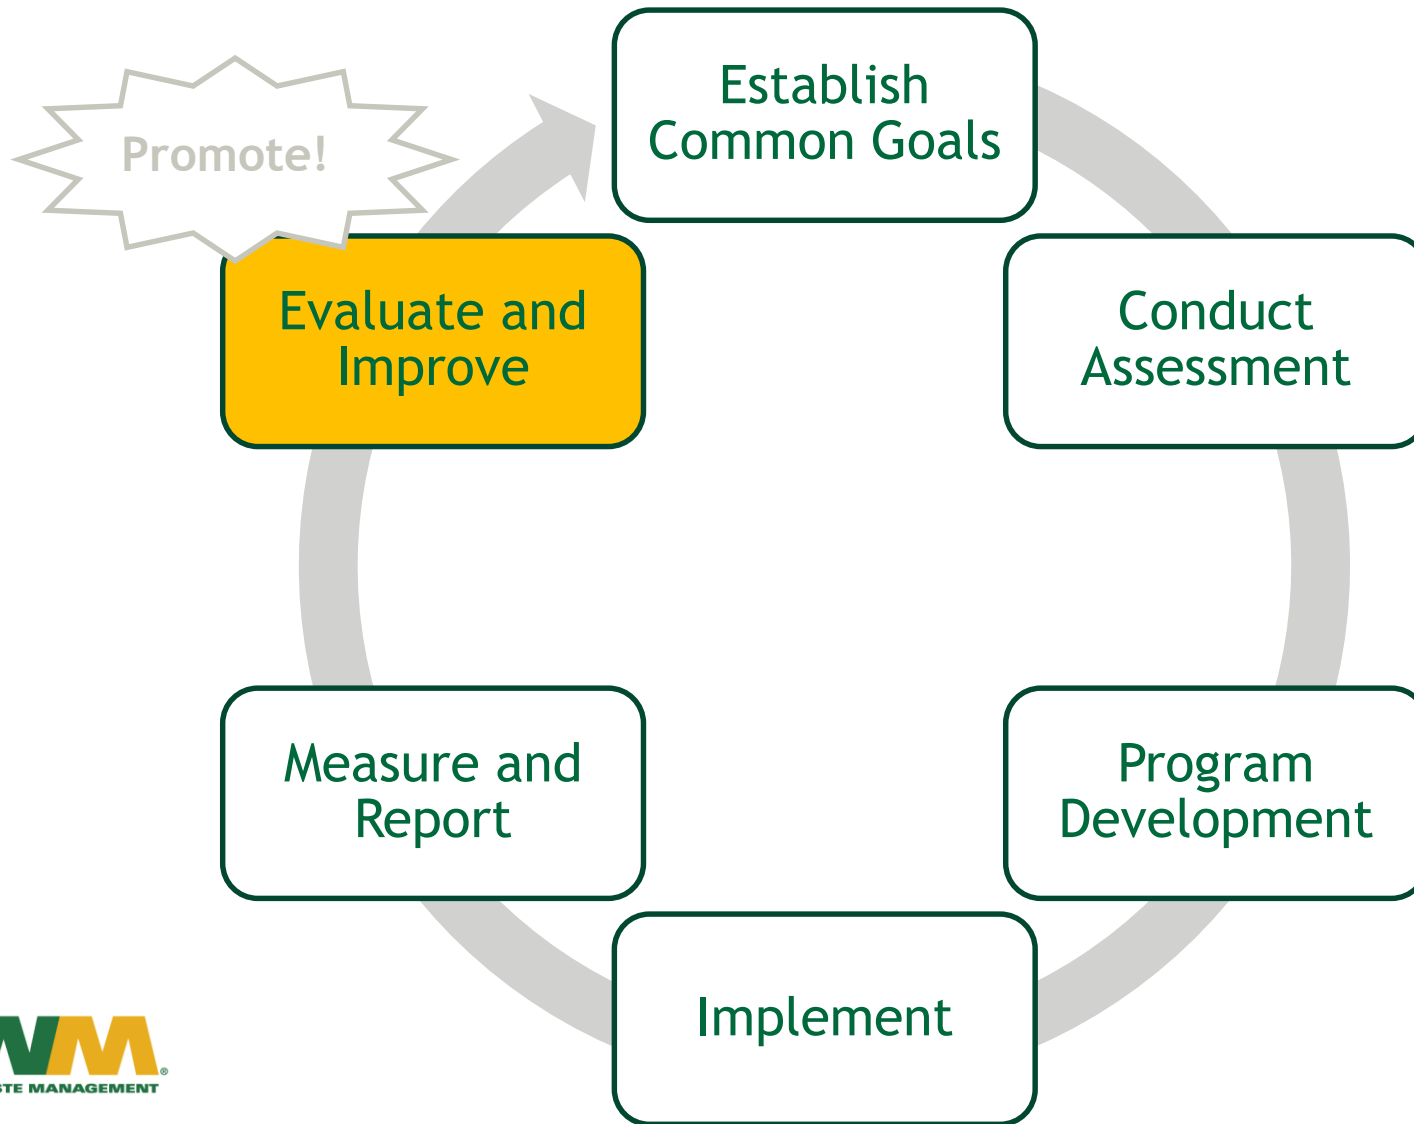 Promote!
Establish
Common Goals
Conduct
Assessment
Program
Development
Implement
Measure and
Report
Evaluate and
Improve
WM
STE MANAGEMENT